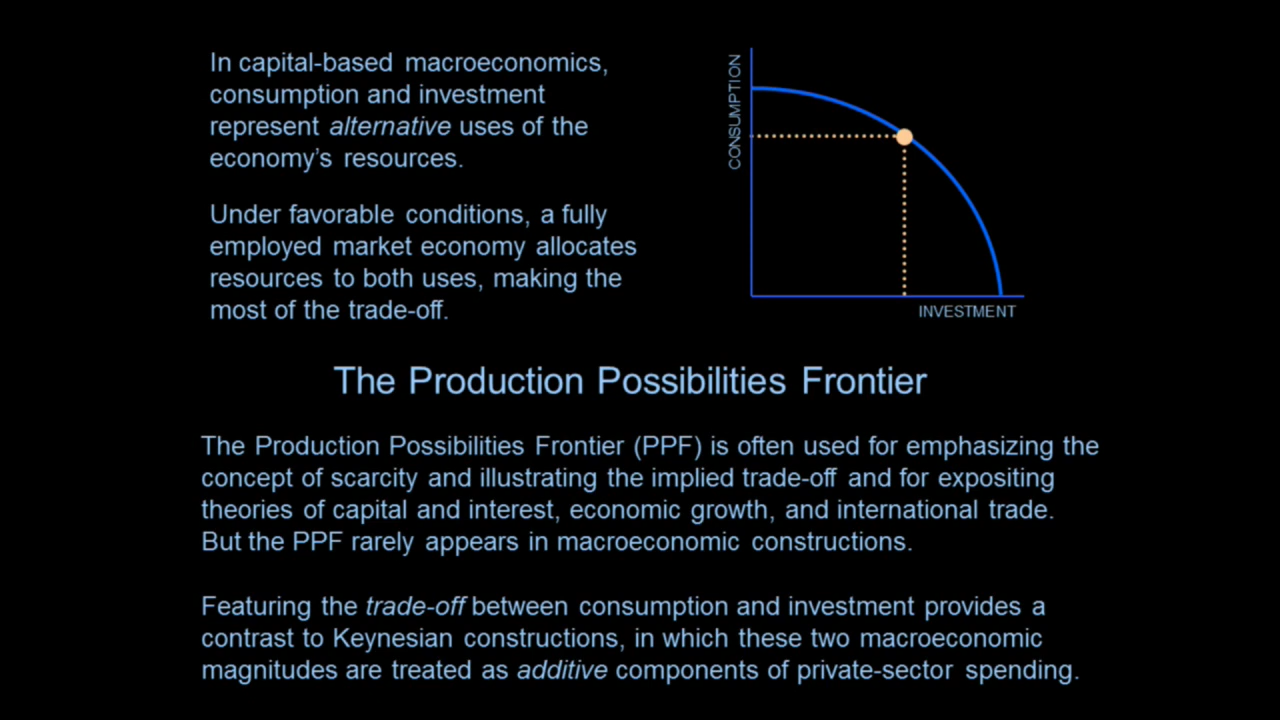 In capital-based macroeconomics,
consumption and investment
represent alternative uses of the
economy's resources.
Under favorable conditions, a fully
employed market economy allocates
resources to both uses, making the
most of the trade-off.
CONSUMPTION
INVESTMENT
The Production Possibilities Frontier
The Production Possibilities Frontier (PPF) is often used for emphasizing the
concept of scarcity and illustrating the implied trade-off and for expositing
theories of capital and interest, economic growth, and international trade.
But the PPF rarely appears in macroeconomic constructions.
Featuring the trade-off between consumption and investment provides a
contrast to Keynesian constructions, in which these two macroeconomic
magnitudes are treated as additive components of private-sector spending.